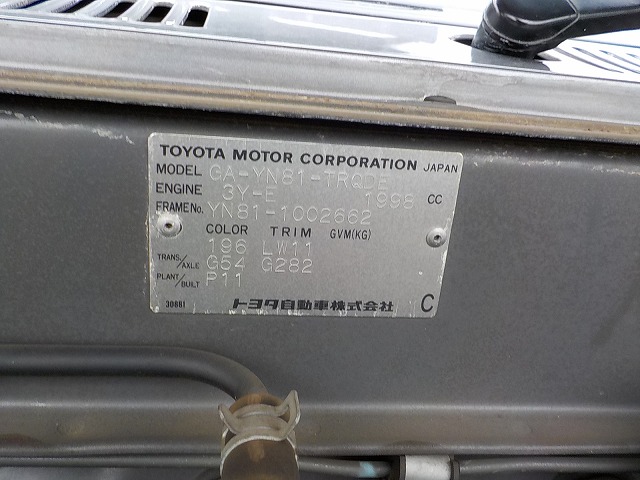 TOYOTA MOTOR CORPORATION JAPAN
MODEL GA-YN81-TRQDE
ENGINE 3Y-E 1998 CC
FRAME No. YN81-1002662
COLOR TRIM GVM(KG)
196 LW11
TRANS/AXLE G54 G282
PLANT/BUILT P11
30881 トヨタ自動車株式会社 C